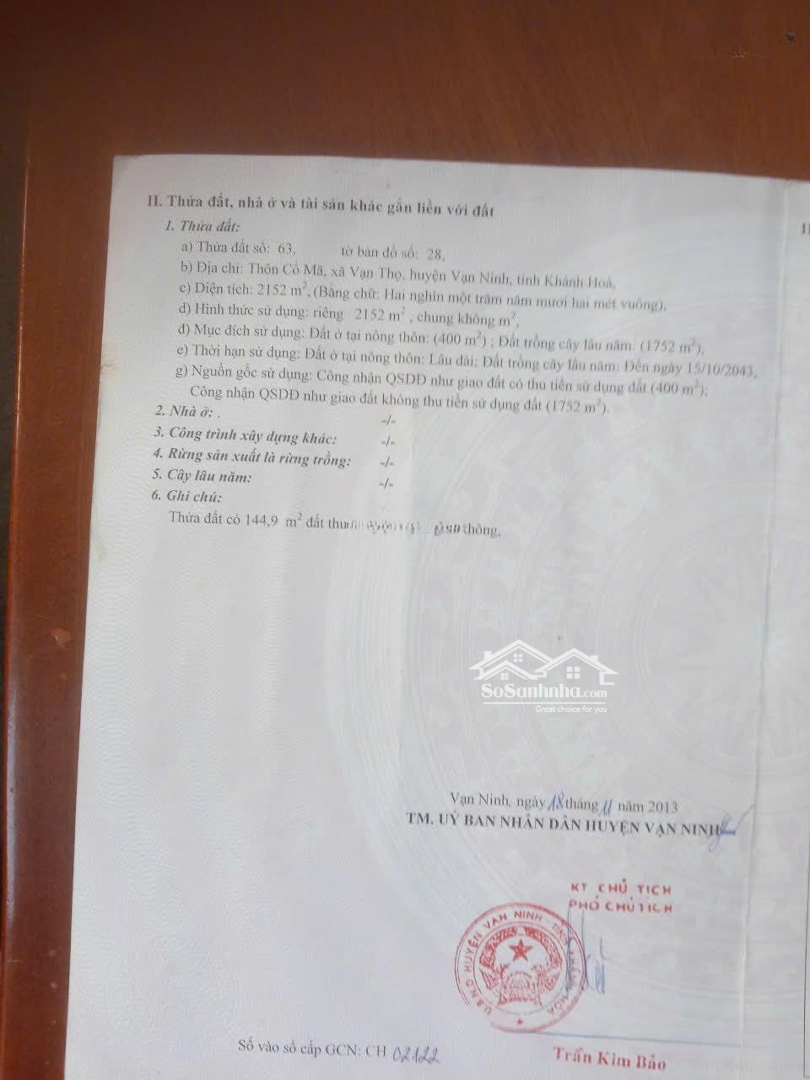 II. Thửa đất, nhà ở và tài sản khác gắn liền với đất
1. Thửa đất:
a) Thửa đất số: 63, tờ bản đồ số: 28,
b) Địa chỉ: Thôn Cổ Mã, xã Vạn Thọ, huyện Vạn Ninh, tỉnh Khánh Hoà,
c) Diện tích: 2152 m², (Bằng chữ: Hai nghìn một trăm năm mươi hai mét vuông),
d) Hình thức sử dụng: riêng 2152 m², chung không m²,
đ) Mục đích sử dụng: Đất ở tại nông thôn: (400 m²) ; Đất trồng cây lâu năm: (1752 m²),
e) Thời hạn sử dụng: Đất ở tại nông thôn: Lâu dài; Đất trồng cây lâu năm: Đến ngày 15/10/2043,
g) Nguồn gốc sử dụng: Công nhận QSDĐ như giao đất có thu tiền sử dụng đất (400 m²);
Công nhận QSDĐ như giao đất không thu tiền sử dụng đất (1752 m²).
2. Nhà ở: . -/-
3. Công trình xây dựng khác: -/-
4. Rừng sản xuất là rừng trồng: -/-
5. Cây lâu năm: -/-
6. Ghi chú:
Thửa đất có 144,9 m² đất thông,
SoSanhnha.com
Great choice for you
Vạn Ninh, ngày 18 tháng 11 năm 2013
TM. UỶ BAN NHÂN DÂN HUYỆN VẠN NINH
KT CHỦ TỊCH
PHÓ CHỦ TỊCH
U.B.N.D HUYỆN VẠN NINH - TỈNH KHÁNH HÒA
Trần Kim Bảo
Số vào sổ cấp GCN: CH 02122